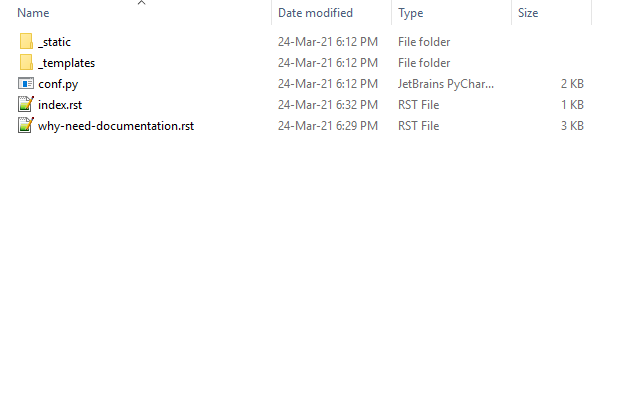 Name Date modified Type Size
_static 24-Mar-21 6:12 PM File folder
_templates 24-Mar-21 6:12 PM File folder
conf.py 24-Mar-21 6:12 PM JetBrains PyChar... 2 KB
index.rst 24-Mar-21 6:32 PM RST File 1 KB
why-need-documentation.rst 24-Mar-21 6:29 PM RST File 3 KB